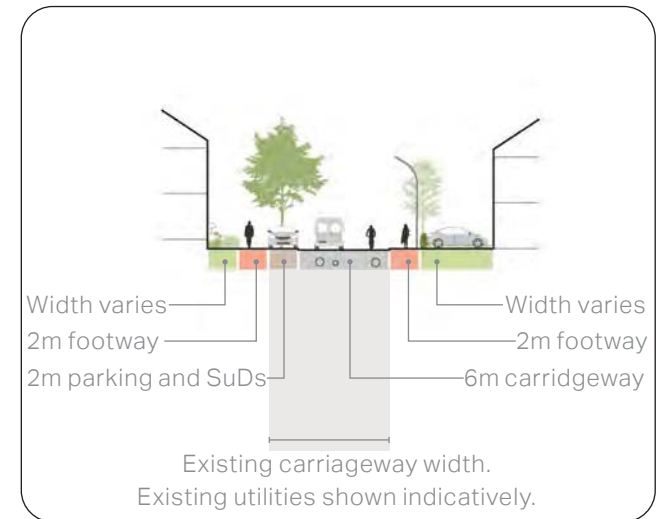 Width varies
2m footway
2m parking and SuDs
Width varies
2m footway
6m carridgeway
Existing carriageway width.
Existing utilities shown indicatively.